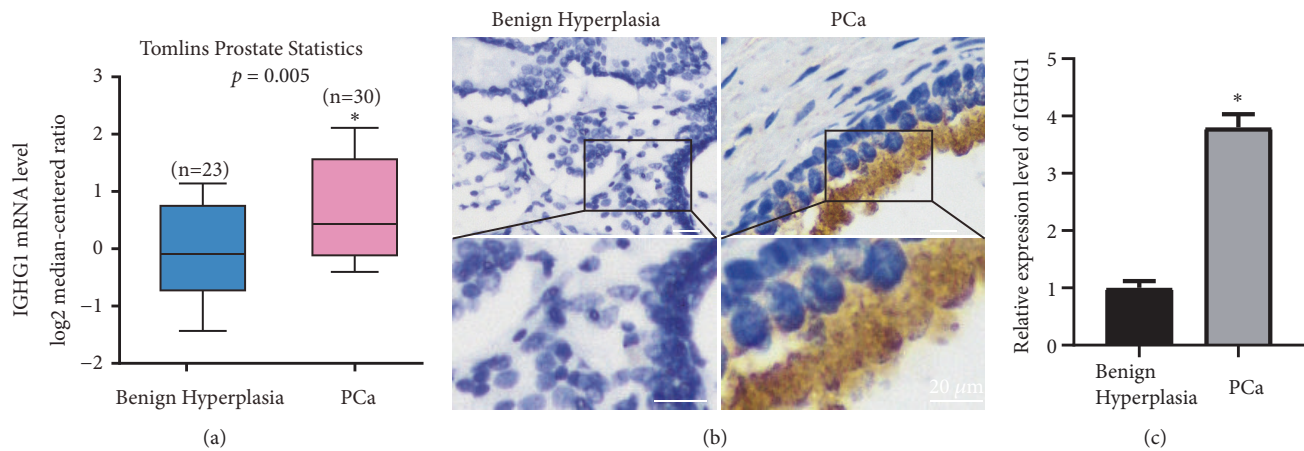 Tomlins Prostate Statistics
p = 0.005
IGHG1 mRNA level
log2 median-centered ratio
3
2
1
0
−1
−2
(n=23)
(n=30)
*
Benign Hyperplasia
PCa
(a)
Benign Hyperplasia
PCa
20 μm
(b)
Relative expression level of IGHG1
5
4
3
2
1
0
*
Benign
Hyperplasia
PCa
(c)